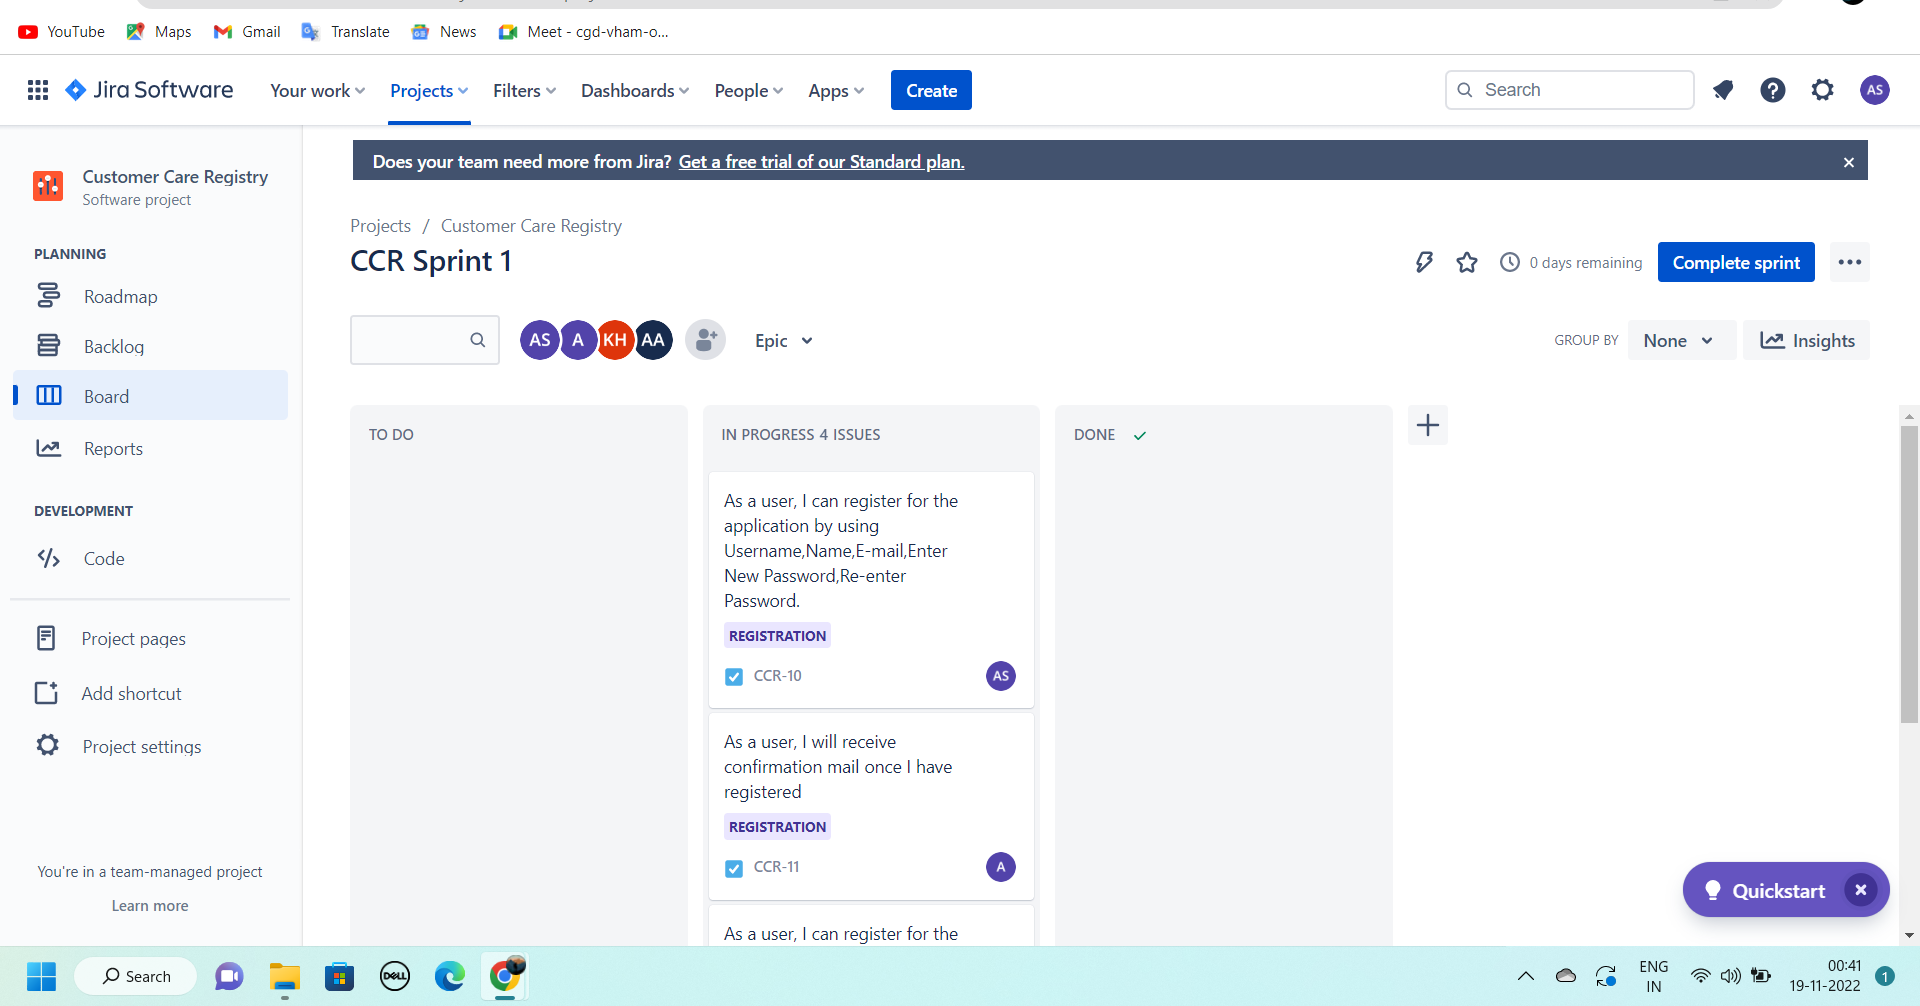 YouTube Maps Gmail Translate News Meet - cgd-vham-o...
Jira Software Your work Projects Filters Dashboards People Apps Create Search AS
Does your team need more from Jira? Get a free trial of our Standard plan.
Customer Care Registry
Software project
PLANNING
Roadmap
Backlog
Board
Reports
DEVELOPMENT
Code
Project pages
Add shortcut
Project settings
You're in a team-managed project
Learn more
Projects / Customer Care Registry
CCR Sprint 1
0 days remaining Complete sprint
AS A KH AA Epic
GROUP BY None Insights
TO DO
IN PROGRESS 4 ISSUES
As a user, I can register for the
application by using
Username,Name,E-mail,Enter
New Password,Re-enter
Password.
REGISTRATION
CCR-10 AS
As a user, I will receive
confirmation mail once I have
registered
REGISTRATION
CCR-11 A
As a user, I can register for the
DONE
Quickstart
Search
DELL
ENG
IN
00:41
19-11-2022
1